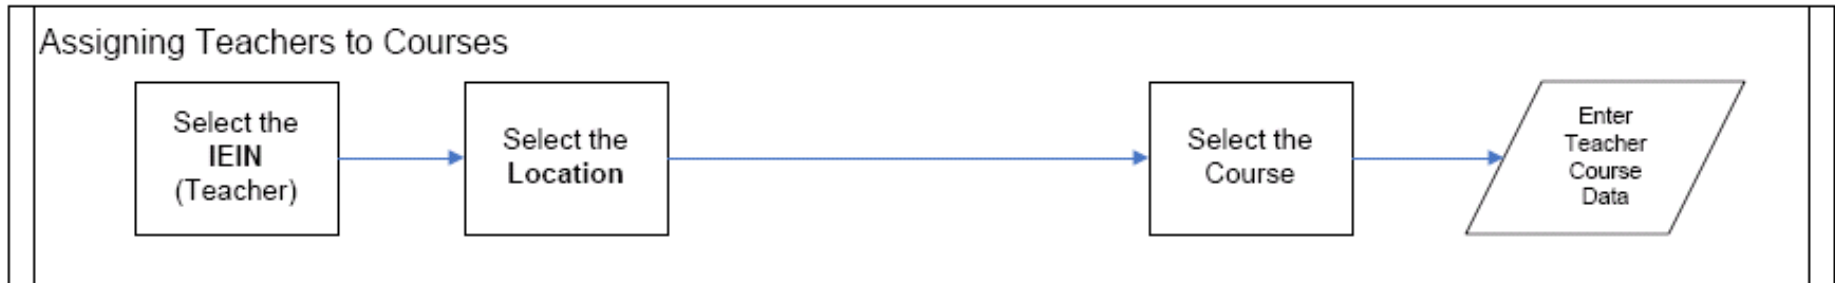 Assigning Teachers to Courses
Select the
IEIN
(Teacher)
Select the
Location
Select the
Course
Enter
Teacher
Course
Data